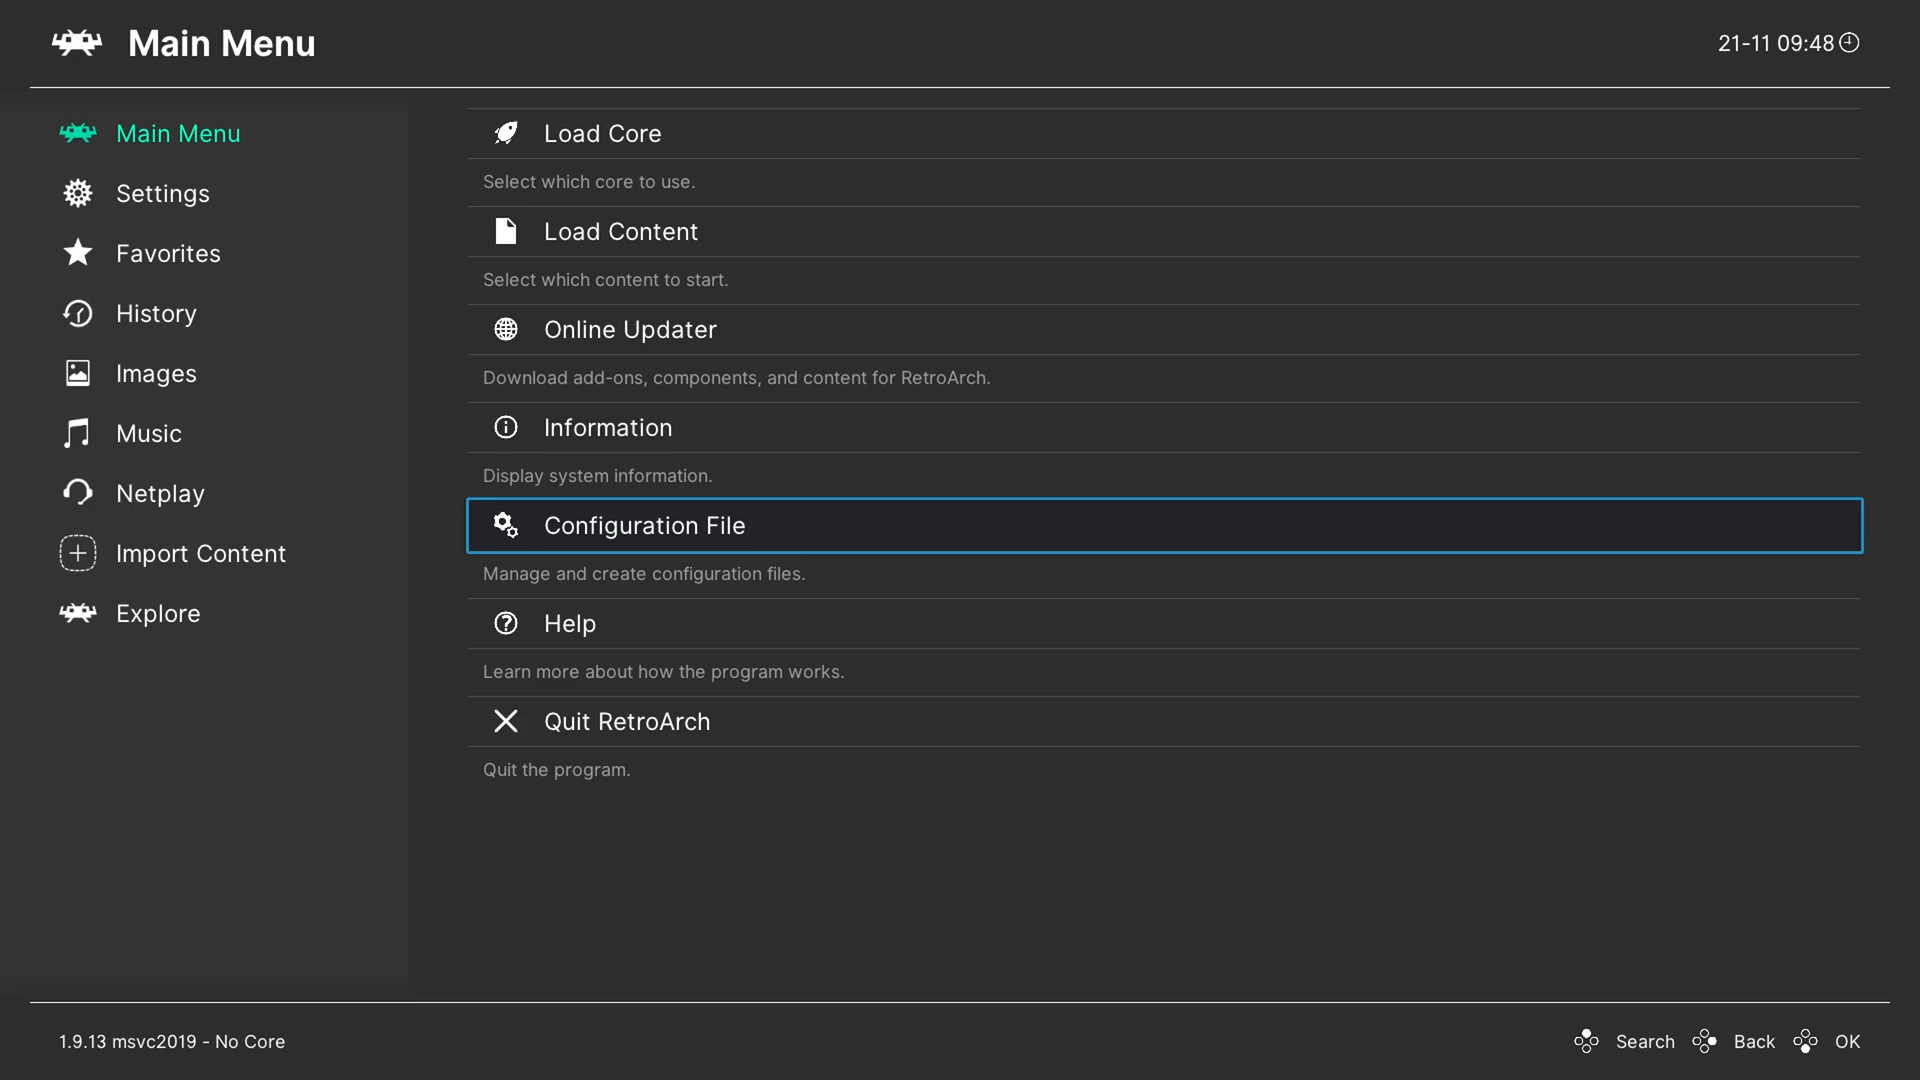 Main Menu
21-11 09:48
Main Menu
Settings
Favorites
History
Images
Music
Netplay
Import Content
Explore
Load Core
Select which core to use.
Load Content
Select which content to start.
Online Updater
Download add-ons, components, and content for RetroArch.
Information
Display system information.
Configuration File
Manage and create configuration files.
Help
Learn more about how the program works.
Quit RetroArch
Quit the program.
1.9.13 msvc2019 - No Core
Search Back OK